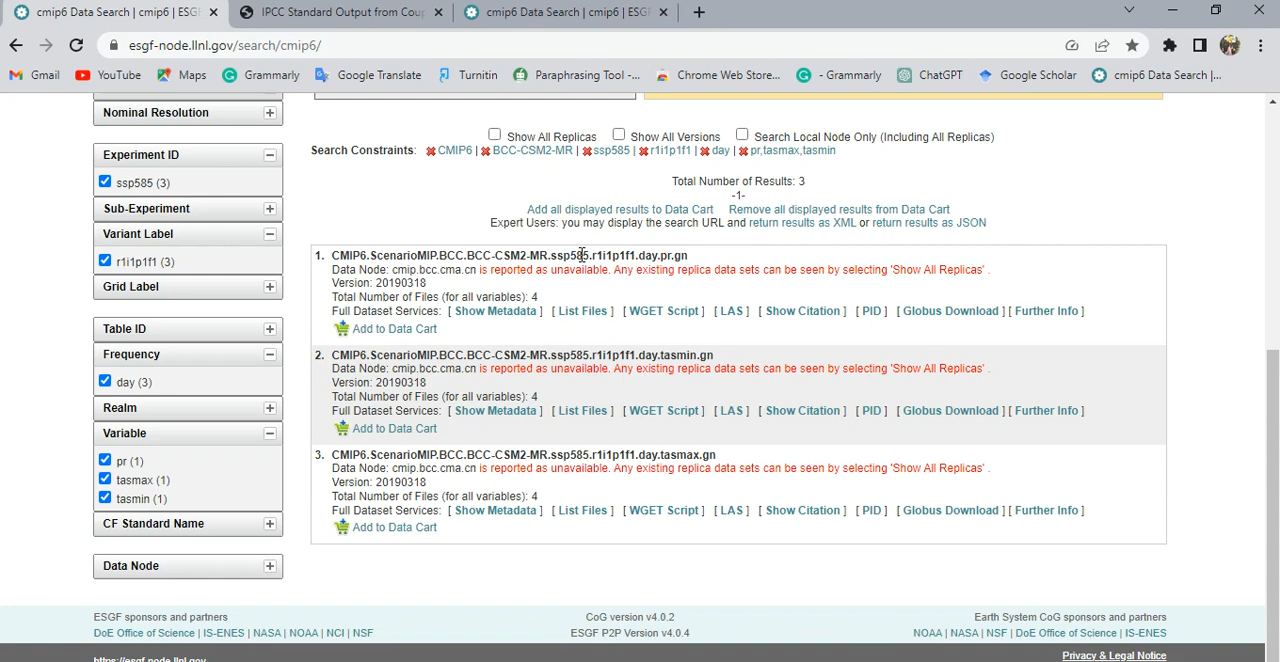 cmip6 Data Search | cmip6 | ESGF
IPCC Standard Output from Coup
cmip6 Data Search | cmip6 | ESGF
esgf-node.llnl.gov/search/cmip6/
Gmail YouTube Maps Grammarly Google Translate Turnitin Paraphrasing Tool -... Chrome Web Store... - Grammarly ChatGPT Google Scholar cmip6 Data Search |...
Nominal Resolution
Experiment ID
ssp585 (3)
Sub-Experiment
Variant Label
r1i1p1f1 (3)
Grid Label
Table ID
Frequency
day (3)
Realm
Variable
pr (1)
tasmax (1)
tasmin (1)
CF Standard Name
Data Node
Show All Replicas Show All Versions Search Local Node Only (Including All Replicas)
Search Constraints: CMIP6 | BCC-CSM2-MR | ssp585 | r1i1p1f1 | day | pr,tasmax,tasmin
Total Number of Results: 3
-1-
Add all displayed results to Data Cart Remove all displayed results from Data Cart
Expert Users: you may display the search URL and return results as XML or return results as JSON
1. CMIP6.ScenarioMIP.BCC.BCC-CSM2-MR.ssp585.r1i1p1f1.day.pr.gn
Data Node: cmip.bcc.cma.cn is reported as unavailable. Any existing replica data sets can be seen by selecting 'Show All Replicas' .
Version: 20190318
Total Number of Files (for all variables): 4
Full Dataset Services: [ Show Metadata ] [ List Files ] [ WGET Script ] [ LAS ] [ Show Citation ] [ PID ] [ Globus Download ] [ Further Info ]
Add to Data Cart
2. CMIP6.ScenarioMIP.BCC.BCC-CSM2-MR.ssp585.r1i1p1f1.day.tasmin.gn
Data Node: cmip.bcc.cma.cn is reported as unavailable. Any existing replica data sets can be seen by selecting 'Show All Replicas' .
Version: 20190318
Total Number of Files (for all variables): 4
Full Dataset Services: [ Show Metadata ] [ List Files ] [ WGET Script ] [ LAS ] [ Show Citation ] [ PID ] [ Globus Download ] [ Further Info ]
Add to Data Cart
3. CMIP6.ScenarioMIP.BCC.BCC-CSM2-MR.ssp585.r1i1p1f1.day.tasmax.gn
Data Node: cmip.bcc.cma.cn is reported as unavailable. Any existing replica data sets can be seen by selecting 'Show All Replicas' .
Version: 20190318
Total Number of Files (for all variables): 4
Full Dataset Services: [ Show Metadata ] [ List Files ] [ WGET Script ] [ LAS ] [ Show Citation ] [ PID ] [ Globus Download ] [ Further Info ]
Add to Data Cart
ESGF sponsors and partners
DoE Office of Science | IS-ENES | NASA | NOAA | NCI | NSF
CoG version v4.0.2
ESGF P2P Version v4.0.4
Earth System CoG sponsors and partners
NOAA | NASA | NSF | DoE Office of Science | IS-ENES
https://esgf-node.llnl.gov
Privacy & Legal Notice